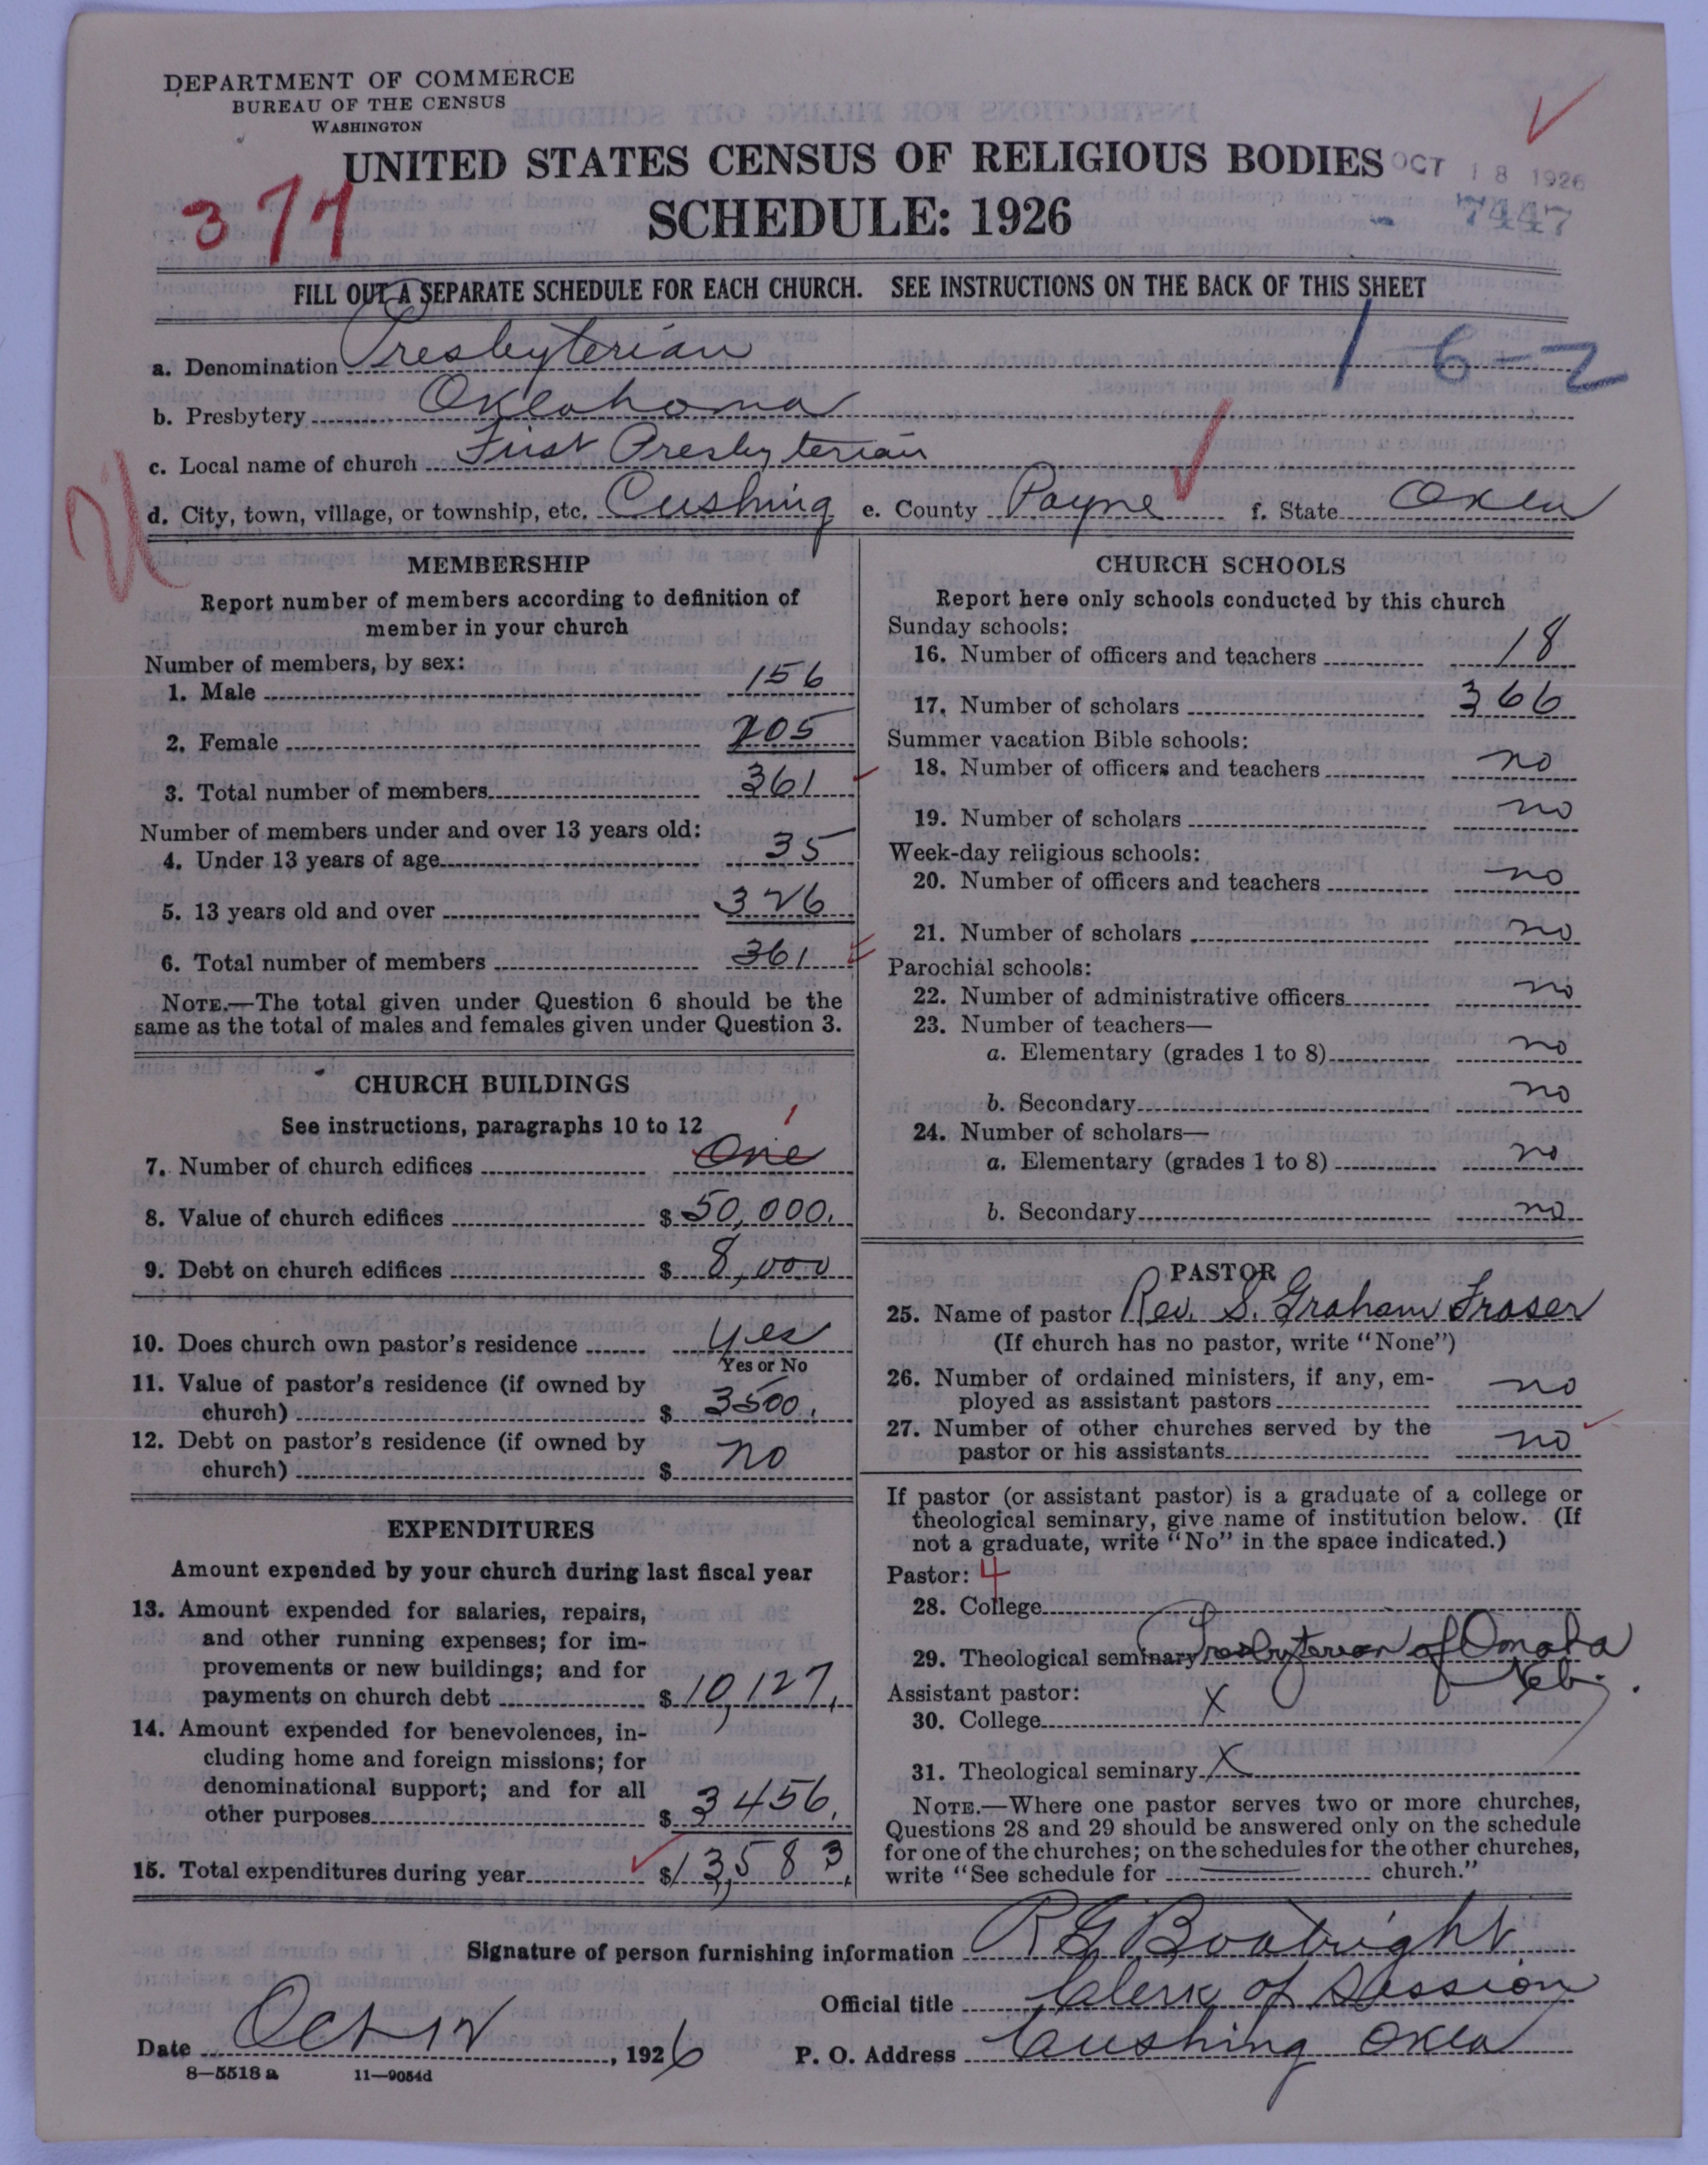 DEPARTMENT OF COMMERCE
BUREAU OF THE CENSUS
WASHINGTON
UNITED STATES CENSUS OF RELIGIOUS BODIES
OCT 18 1926
377
SCHEDULE: 1926
7447
FILL OUT A SEPARATE SCHEDULE FOR EACH CHURCH. SEE INSTRUCTIONS ON THE BACK OF THIS SHEET
1-6-2
a. Denomination Presbyterian
b. Presbytery Oklahoma
c. Local name of church First Presbyterian
d. City, town, village, or township, etc. Cushing e. County Payne f. State Okla
MEMBERSHIP
Report number of members according to definition of
member in your church
Number of members, by sex:
1. Male 156
2. Female 205
3. Total number of members 361
Number of members under and over 13 years old:
4. Under 13 years of age 35
5. 13 years old and over 326
6. Total number of members 361
NOTE.—The total given under Question 6 should be the
same as the total of males and females given under Question 3.
CHURCH BUILDINGS
See instructions, paragraphs 10 to 12
1
7. Number of church edifices One
8. Value of church edifices $ 50,000.
9. Debt on church edifices $ 8,000
10. Does church own pastor's residence yes
Yes or No
11. Value of pastor's residence (if owned by
church) $ 3500.
12. Debt on pastor's residence (if owned by
church) $ no
EXPENDITURES
Amount expended by your church during last fiscal year
13. Amount expended for salaries, repairs,
and other running expenses; for im-
provements or new buildings; and for
payments on church debt $ 10,127.
14. Amount expended for benevolences, in-
cluding home and foreign missions; for
denominational support; and for all
other purposes $ 3456.
15. Total expenditures during year $ 13,583.
CHURCH SCHOOLS
Report here only schools conducted by this church
Sunday schools:
16. Number of officers and teachers 18
17. Number of scholars 366
Summer vacation Bible schools:
18. Number of officers and teachers no
19. Number of scholars no
Week-day religious schools:
20. Number of officers and teachers no
21. Number of scholars no
Parochial schools:
22. Number of administrative officers no
23. Number of teachers—
a. Elementary (grades 1 to 8) no
b. Secondary no
24. Number of scholars—
a. Elementary (grades 1 to 8) no
b. Secondary no
PASTOR
25. Name of pastor Rev. S. Graham Fraser
(If church has no pastor, write "None")
26. Number of ordained ministers, if any, em-
ployed as assistant pastors no
27. Number of other churches served by the
pastor or his assistants no
If pastor (or assistant pastor) is a graduate of a college or
theological seminary, give name of institution below. (If
not a graduate, write "No" in the space indicated.)
Pastor: 4
28. College
29. Theological seminary Presbyterian of Omaha
Neb.
Assistant pastor:
30. College X
31. Theological seminary X
NOTE.—Where one pastor serves two or more churches,
Questions 28 and 29 should be answered only on the schedule
for one of the churches; on the schedules for the other churches,
write "See schedule for church."
Signature of person furnishing information R G Boatright
Official title Clerk of Session
Date Oct 12, 1926 P. O. Address Cushing Okla
8—5518 a 11—9054d